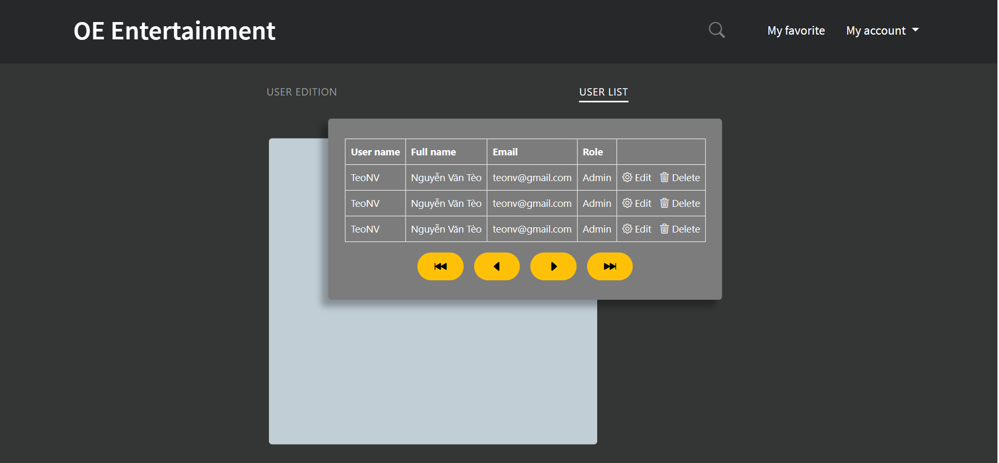 OE Entertainment
My favorite
My account
USER EDITION
USER LIST
User name Full name Email Role
TeoNV Nguyễn Văn Tèo teonv@gmail.com Admin Edit Delete
TeoNV Nguyễn Văn Tèo teonv@gmail.com Admin Edit Delete
TeoNV Nguyễn Văn Tèo teonv@gmail.com Admin Edit Delete